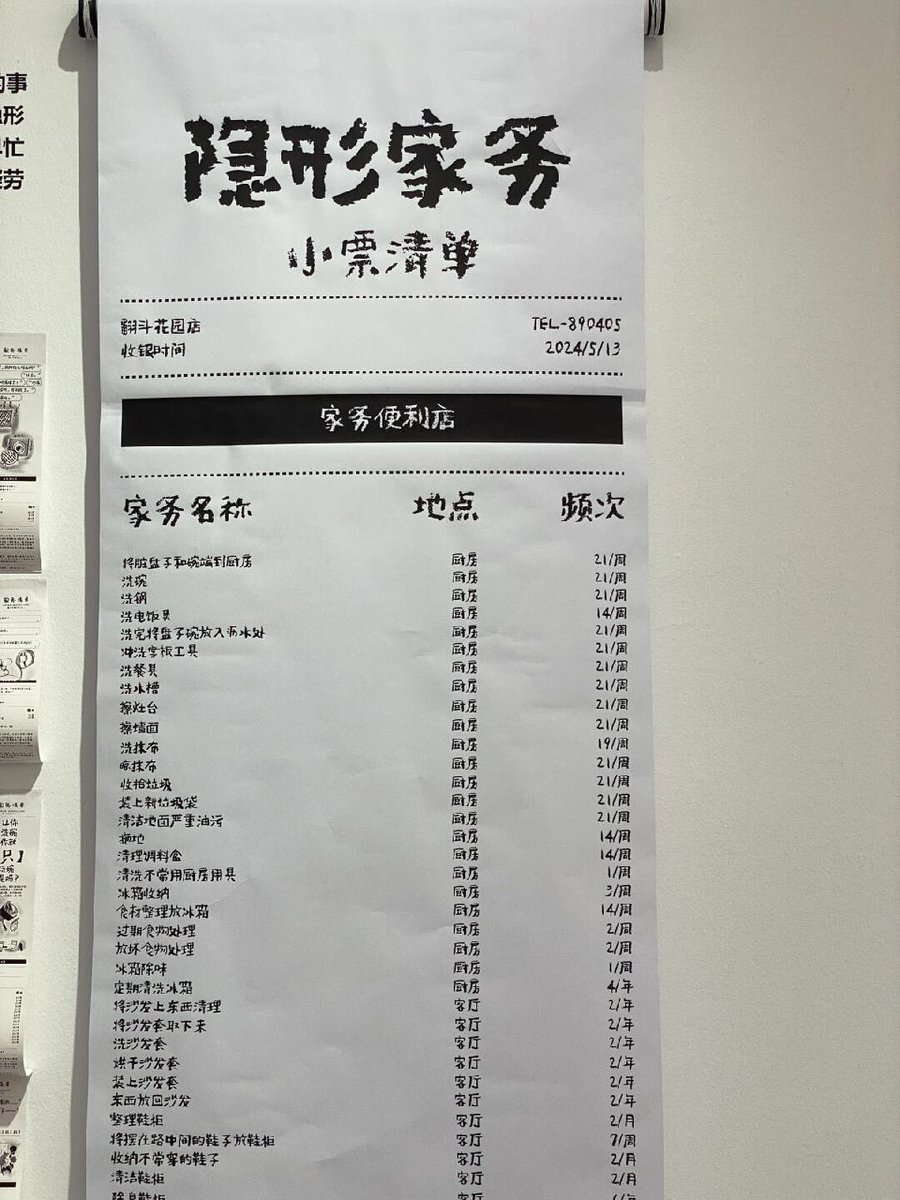 的事
形
忙
劳
隐形家务
小票清单
翻斗花园店 TEL-890405
收银时间 2024/5/13
家务便利店
家务名称 地点 频次
将脏盘子和碗端到厨房 厨房 21/周
洗碗 厨房 21/周
洗锅 厨房 21/周
洗电饭煲 厨房 14/周
洗完将盘子碗放入沥水处 厨房 21/周
冲洗案板工具 厨房 21/周
洗餐具 厨房 21/周
洗水槽 厨房 21/周
擦灶台 厨房 21/周
擦墙面 厨房 21/周
洗抹布 厨房 19/周
晾抹布 厨房 21/周
收拾垃圾 厨房 21/周
装上新垃圾袋 厨房 21/周
清洁地面严重油污 厨房 21/周
拖地 厨房 14/周
清理调料盒 厨房 14/周
清洗不常用厨房用具 厨房 1/周
冰箱收纳 厨房 3/周
食材整理放冰箱 厨房 14/周
过期食物处理 厨房 2/周
放坏食物处理 厨房 2/周
冰箱除味 厨房 1/周
定期清洗冰箱 厨房 4/年
将沙发上东西清理 客厅 2/年
将沙发套取下来 客厅 2/年
洗沙发套 客厅 2/年
烘干沙发套 客厅 2/年
装上沙发套 客厅 2/年
东西放回沙发 客厅 2/年
整理鞋柜 客厅 2/月
将摆在路中间的鞋子放鞋柜 客厅 7/周
收纳不常穿的鞋子 客厅 2/月
清洁鞋柜 客厅 2/月
除臭鞋柜 客厅